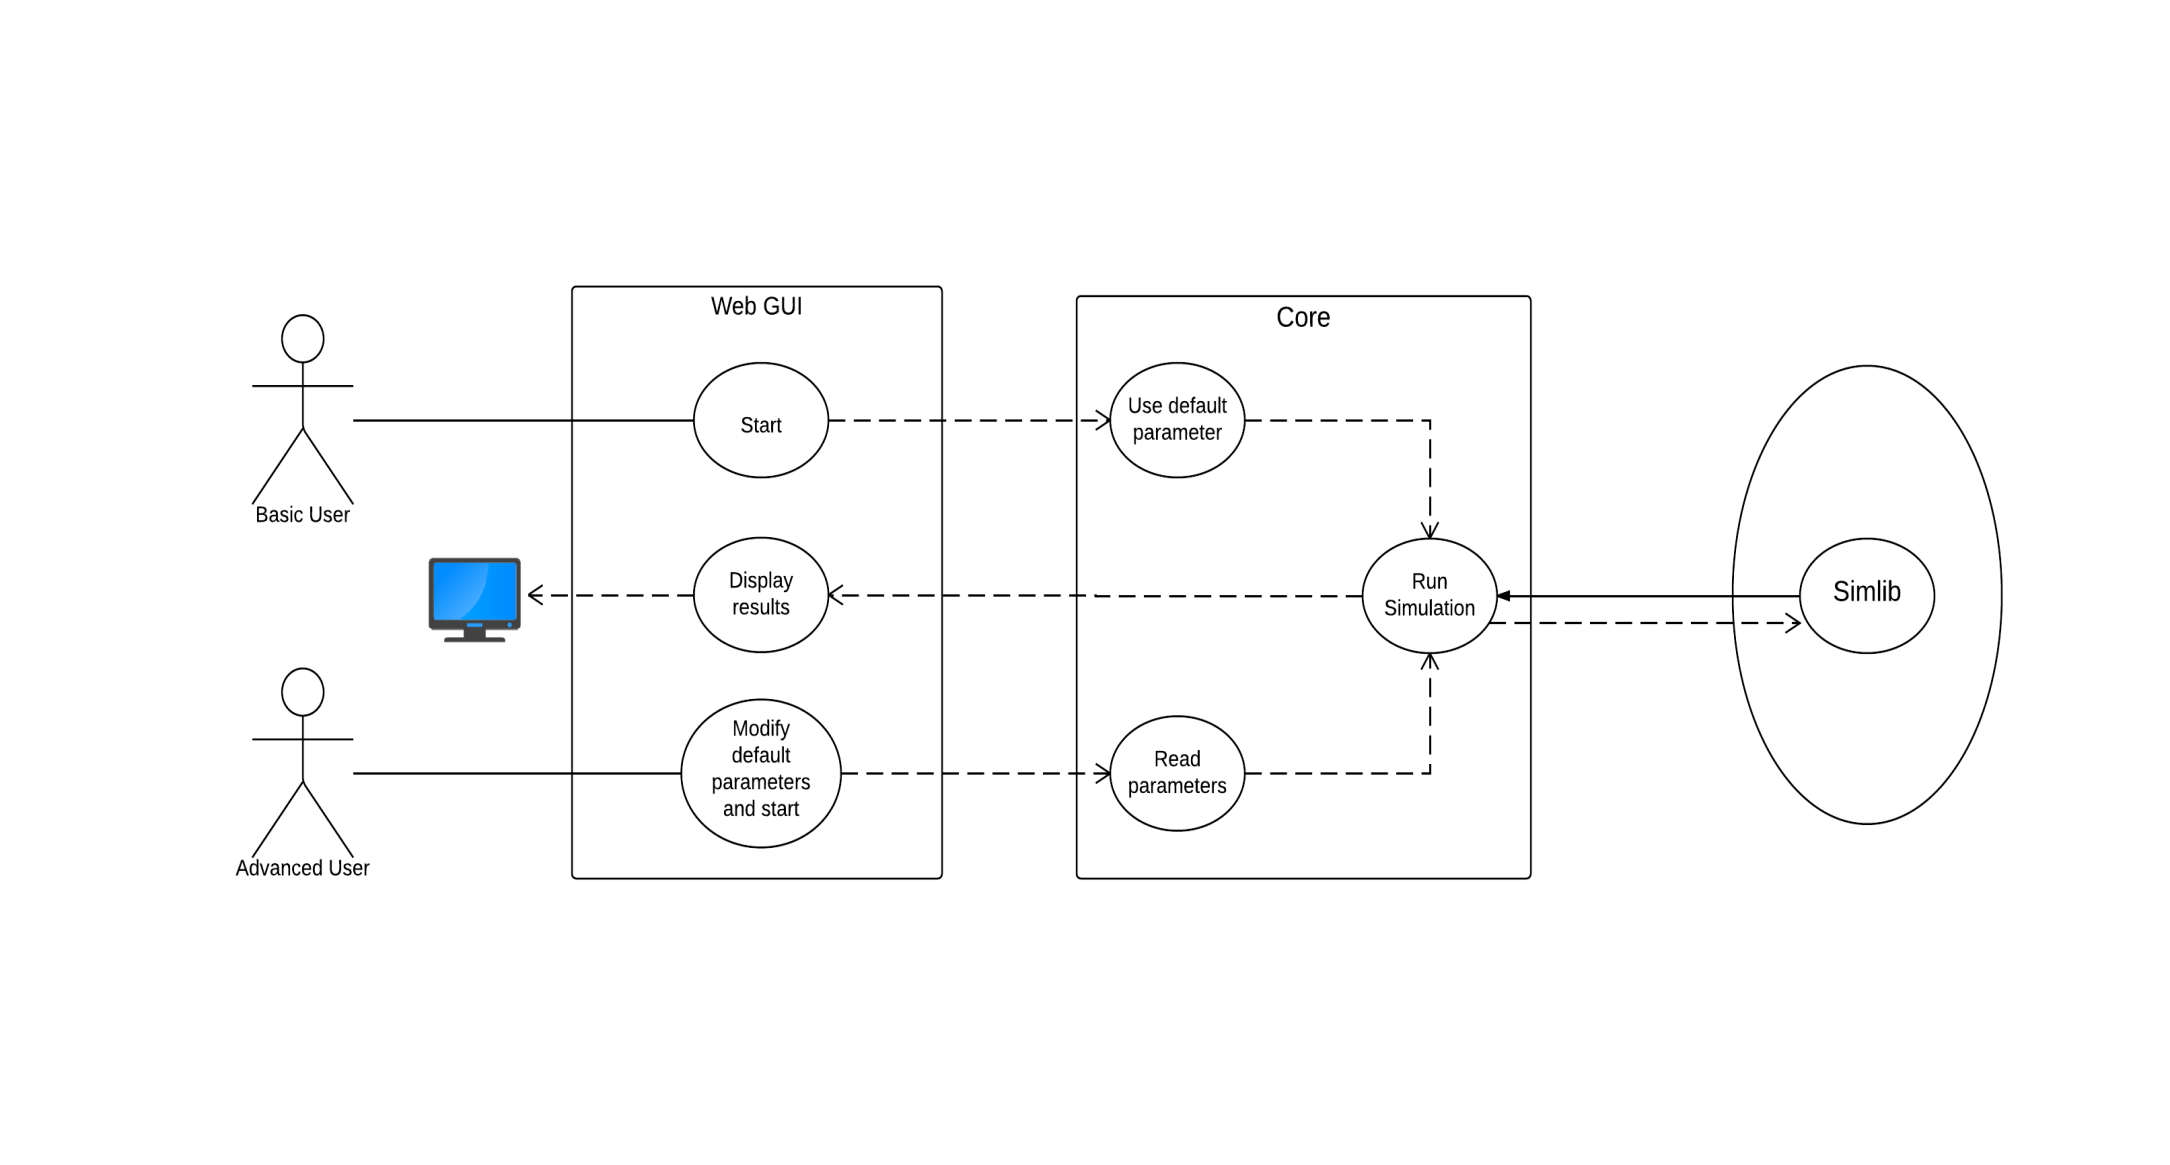 Web GUI
Core
Start
Use default
parameter
Basic User
Display
results
Run
Simulation
Simlib
Modify
default
parameters
and start
Read
parameters
Advanced User